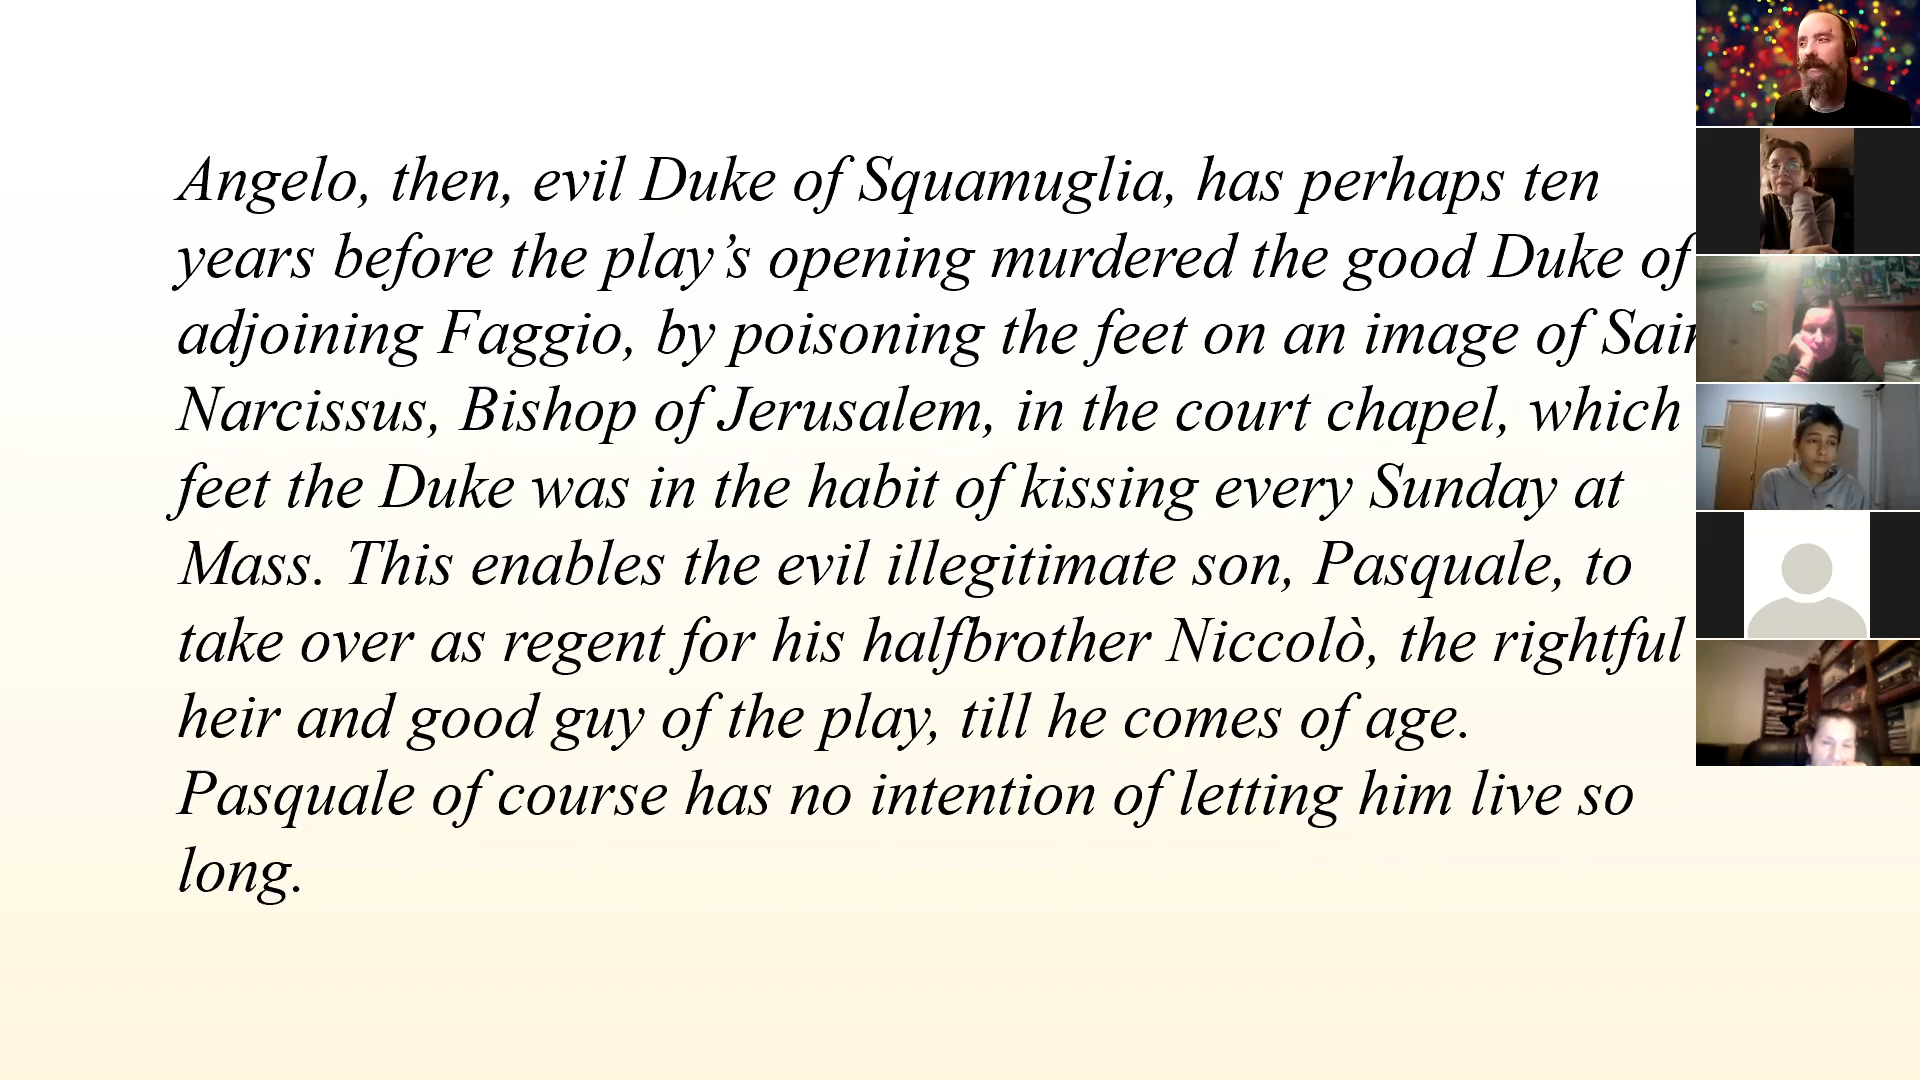 Angelo, then, evil Duke of Squamuglia, has perhaps ten
years before the play’s opening murdered the good Duke of
adjoining Faggio, by poisoning the feet on an image of
Narcissus, Bishop of Jerusalem, in the court chapel, which
feet the Duke was in the habit of kissing every Sunday at
Mass. This enables the evil illegitimate son, Pasquale, to
take over as regent for his halfbrother Niccolò, the rightful
heir and good guy of the play, till he comes of age.
Pasquale of course has no intention of letting him live so
long.